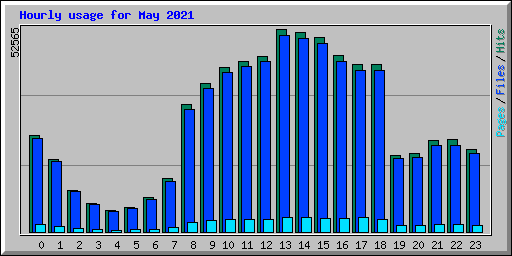 Hourly usage for May 2021
52565
Pages / Files / Hits
0 1 2 3 4 5 6 7 8 9 10 11 12 13 14 15 16 17 18 19 20 21 22 23